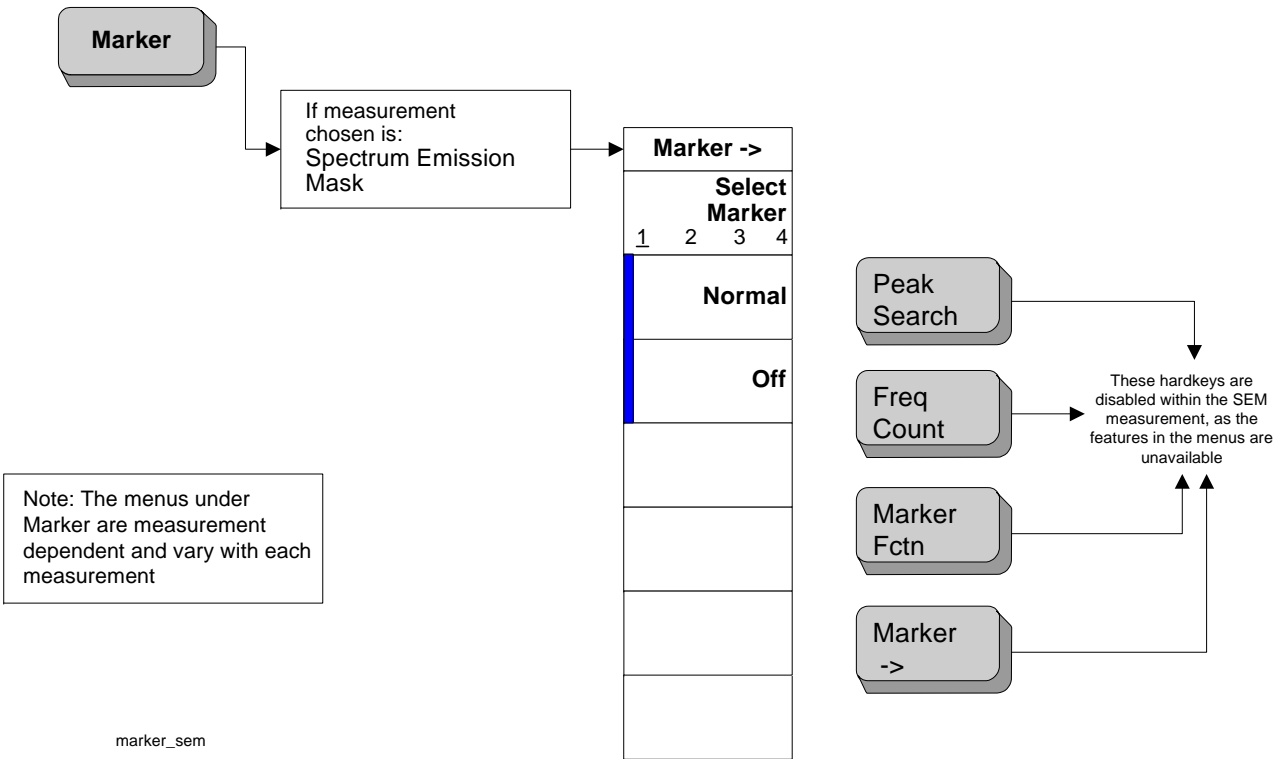 Marker
If measurement
chosen is:
Spectrum Emission
Mask
Marker ->
Select
Marker
1 2 3 4
Normal
Off
Peak
Search
Freq
Count
Marker
Fctn
Marker
->
These hardkeys are
disabled within the SEM
measurement, as the
features in the menus are
unavailable
Note: The menus under
Marker are measurement
dependent and vary with each
measurement
marker_sem